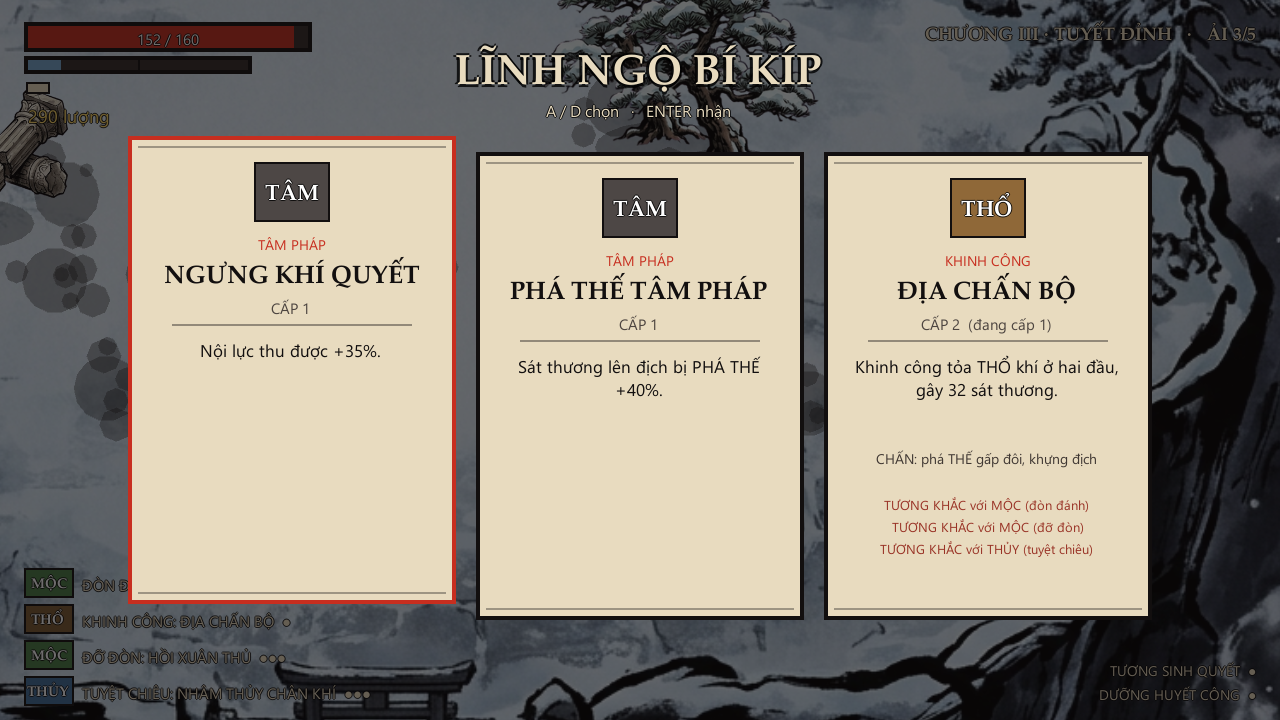 152 / 160
290 lượng
CHƯƠNG III · TUYẾT ĐỈNH · ẢI 3/5
LĨNH NGỘ BÍ KÍP
A / D chọn · ENTER nhận
TÂM
TÂM PHÁP
NGƯNG KHÍ QUYẾT
CẤP 1
Nội lực thu được +35%.
TÂM
TÂM PHÁP
PHÁ THẾ TÂM PHÁP
CẤP 1
Sát thương lên địch bị PHÁ THẾ
+40%.
THỔ
KHINH CÔNG
ĐỊA CHẤN BỘ
CẤP 2 (đang cấp 1)
Khinh công tỏa THỔ khí ở hai đầu,
gây 32 sát thương.
CHẤN: phá THẾ gấp đôi, khựng địch
TƯƠNG KHẮC với MỘC (đòn đánh)
TƯƠNG KHẮC với MỘC (đỡ đòn)
TƯƠNG KHẮC với THỦY (tuyệt chiêu)
MỘC ĐÒN
THỔ KHINH CÔNG: ĐỊA CHẤN BỘ
MỘC ĐỠ ĐÒN: HỒI XUÂN THỦ
THỦY TUYỆT CHIÊU: NHÂM THỦY CHÂN KHÍ
TƯƠNG SINH QUYẾT
DƯỠNG HUYẾT CÔNG